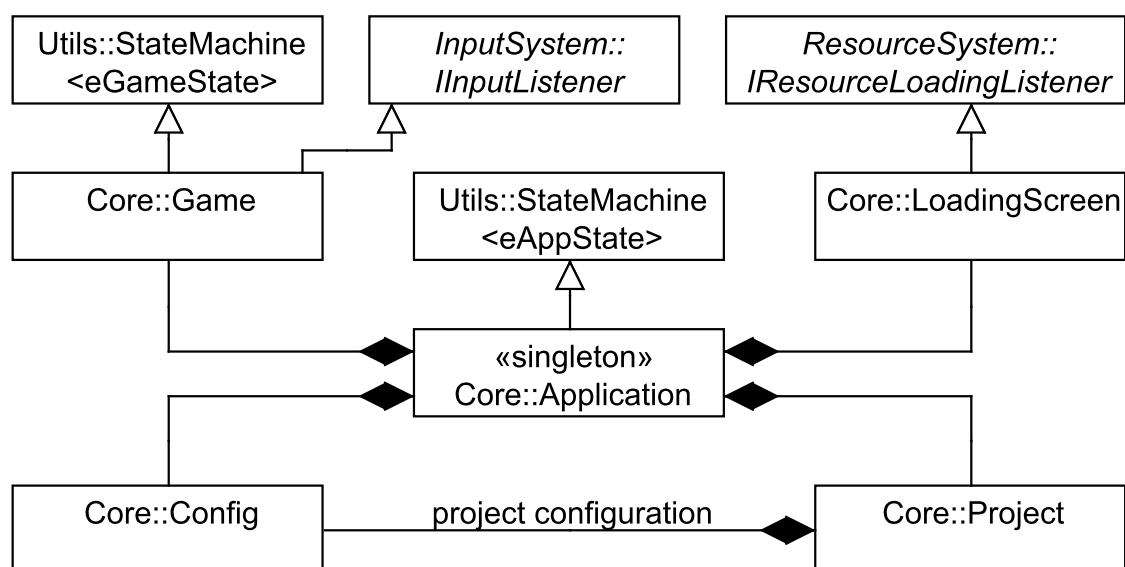 Utils::StateMachine
<eGameState>
InputSystem::
IInputListener
ResourceSystem::
IResourceLoadingListener
Core::Game
Utils::StateMachine
<eAppState>
Core::LoadingScreen
«singleton»
Core::Application
Core::Config
project configuration
Core::Project